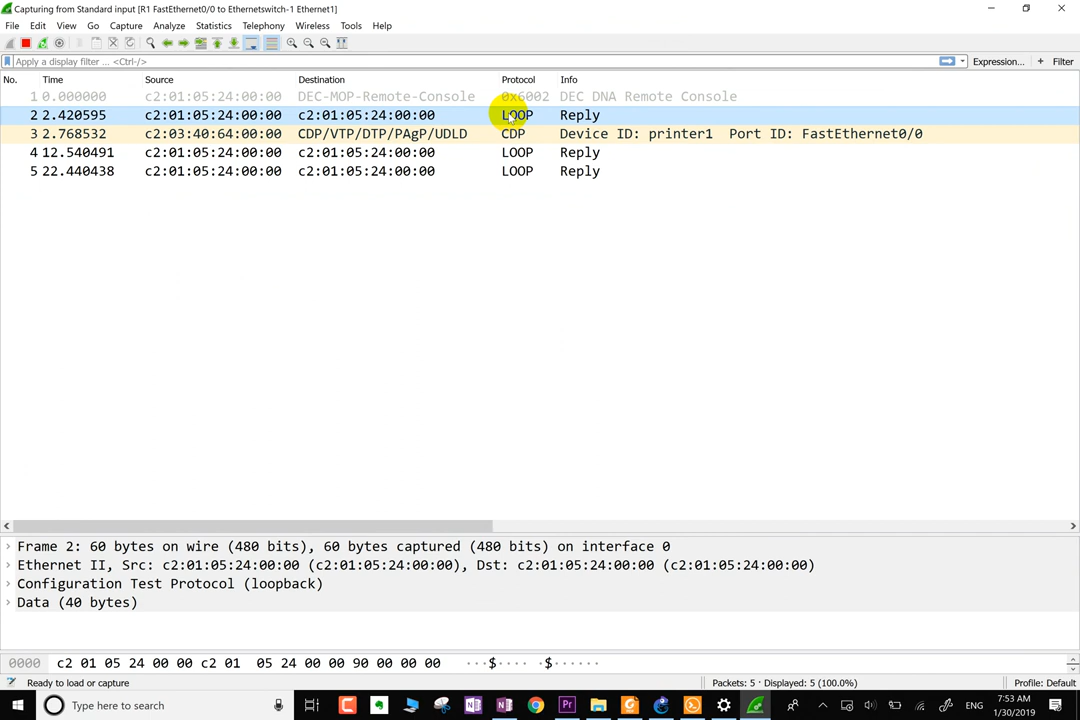 Capturing from Standard input [R1 FastEthernet0/0 to Ethernetswitch-1 Ethernet1]
File Edit View Go Capture Analyze Statistics Telephony Wireless Tools Help
Apply a display filter ... <Ctrl-/> Expression... + Filter
No. Time Source Destination Protocol Info
1 0.000000 c2:01:05:24:00:00 DEC-MOP-Remote-Console 0x6002 DEC DNA Remote Console
2 2.420595 c2:01:05:24:00:00 c2:01:05:24:00:00 LOOP Reply
3 2.768532 c2:03:40:64:00:00 CDP/VTP/DTP/PAgP/UDLD CDP Device ID: printer1 Port ID: FastEthernet0/0
4 12.540491 c2:01:05:24:00:00 c2:01:05:24:00:00 LOOP Reply
5 22.440438 c2:01:05:24:00:00 c2:01:05:24:00:00 LOOP Reply
Frame 2: 60 bytes on wire (480 bits), 60 bytes captured (480 bits) on interface 0
Ethernet II, Src: c2:01:05:24:00:00 (c2:01:05:24:00:00), Dst: c2:01:05:24:00:00 (c2:01:05:24:00:00)
Configuration Test Protocol (loopback)
Data (40 bytes)
0000 c2 01 05 24 00 00 c2 01 05 24 00 00 90 00 00 00 ···$···· ·$······
Ready to load or capture Packets: 5 · Displayed: 5 (100.0%) Profile: Default
Type here to search ENG 7:53 AM
1/30/2019